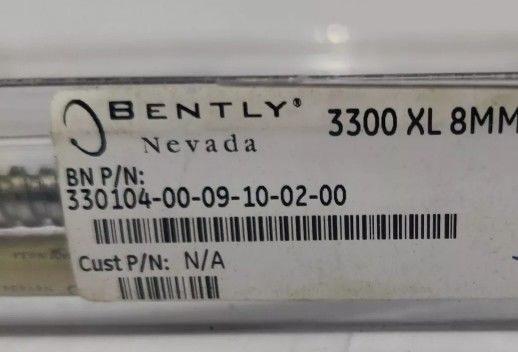 BENTLY®
Nevada
3300 XL 8MM
BN P/N:
330104-00-09-10-02-00
Cust P/N: N/A